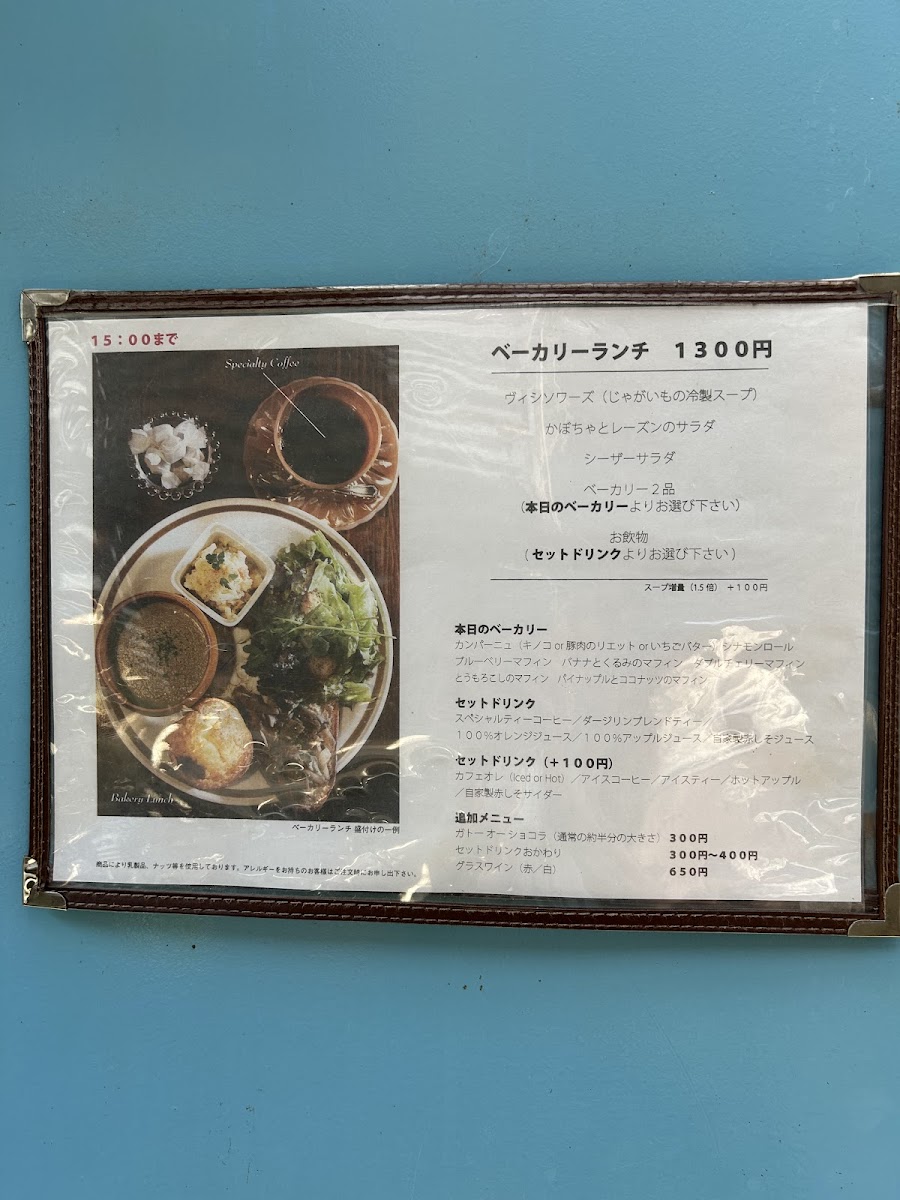 15:00まで
Specialty Coffee
Bakery Lunch
ベーカリーランチ 盛付けの一例
商品により乳製品、ナッツ等を使用しております。アレルギーをお持ちのお客様はご注文時にお申し出下さい。
ベーカリーランチ 1300円
ヴィシソワーズ（じゃがいもの冷製スープ）
かぼちゃとレーズンのサラダ
シーザーサラダ
ベーカリー２品
（本日のベーカリーよりお選び下さい）
お飲物
（セットドリンクよりお選び下さい）
スープ増量（1.5倍） ＋１００円
本日のベーカリー
カンパーニュ（キノコ or 豚肉のリエット or いちごバター）シナモンロール
ブルーベリーマフィン バナナとくるみのマフィン ダブルチェリーマフィン
とうもろこしのマフィン パイナップルとココナッツのマフィン
セットドリンク
スペシャルティーコーヒー／ダージリンブレンドティー／
１００％オレンジジュース／１００％アップルジュース／自家製赤しそジュース
セットドリンク（＋１００円）
カフェオレ（Iced or Hot）／アイスコーヒー／アイスティー／ホットアップル
／自家製赤しそサイダー
追加メニュー
ガトーオーショコラ（通常の約半分の大きさ）３００円
セットドリンクおかわり ３００円〜４００円
グラスワイン（赤／白） ６５０円